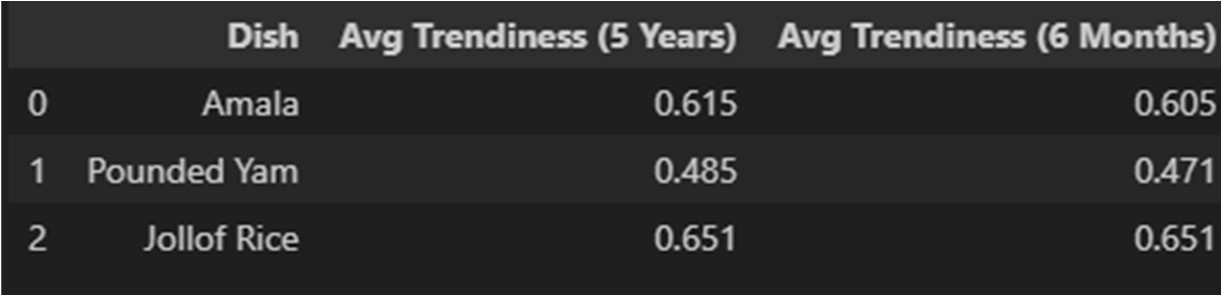 Dish Avg Trendiness (5 Years) Avg Trendiness (6 Months)
0 Amala 0.615 0.605
1 Pounded Yam 0.485 0.471
2 Jollof Rice 0.651 0.651